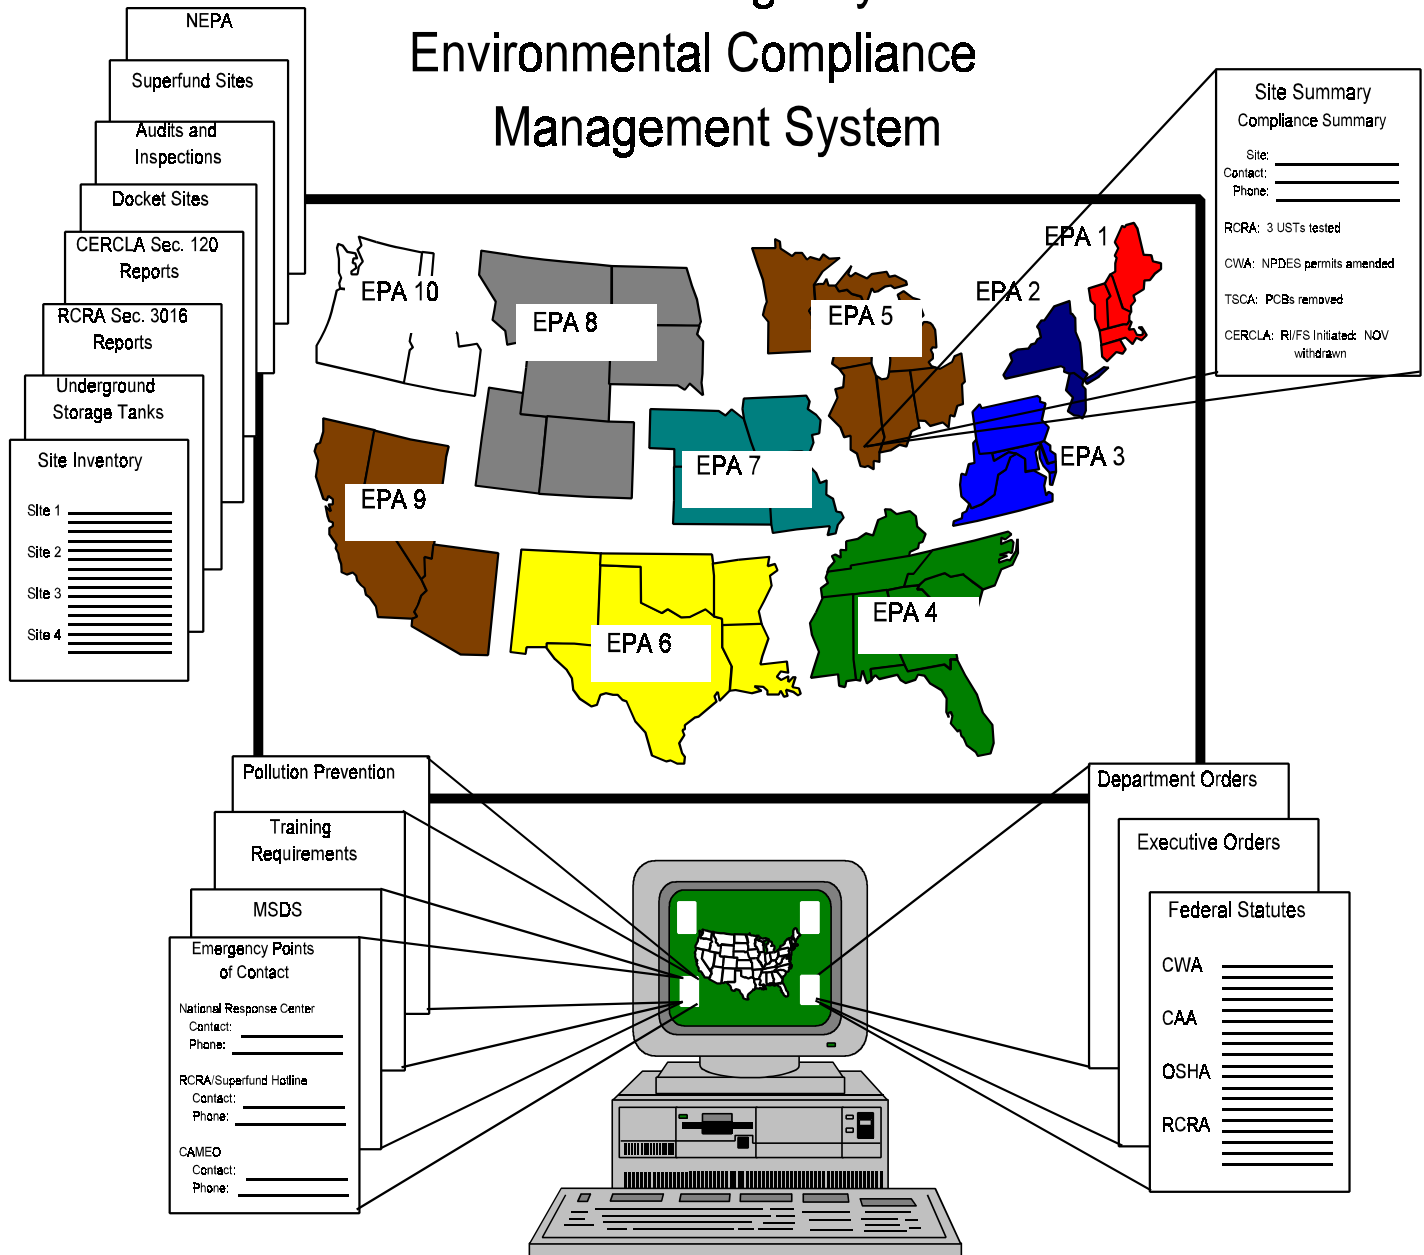 Environmental Compliance
Management System
NEPA
Superfund Sites
Audits and
Inspections
Docket Sites
CERCLA Sec. 120
Reports
RCRA Sec. 3016
Reports
Underground
Storage Tanks
Site Inventory
Site 1
Site 2
Site 3
Site 4
Site Summary
Compliance Summary
Site:
Contact:
Phone:
RCRA: 3 USTs tested
CWA: NPDES permits amended
TSCA: PCBs removed
CERCLA: RI/FS Initiated: NOV
withdrawn
EPA 1
EPA 2
EPA 10
EPA 8
EPA 5
EPA 3
EPA 7
EPA 9
EPA 4
EPA 6
Pollution Prevention
Training
Requirements
MSDS
Emergency Points
of Contact
National Response Center
Contact:
Phone:
RCRA/Superfund Hotline
Contact:
Phone:
CAMEO
Contact:
Phone:
Department Orders
Executive Orders
Federal Statutes
CWA
CAA
OSHA
RCRA